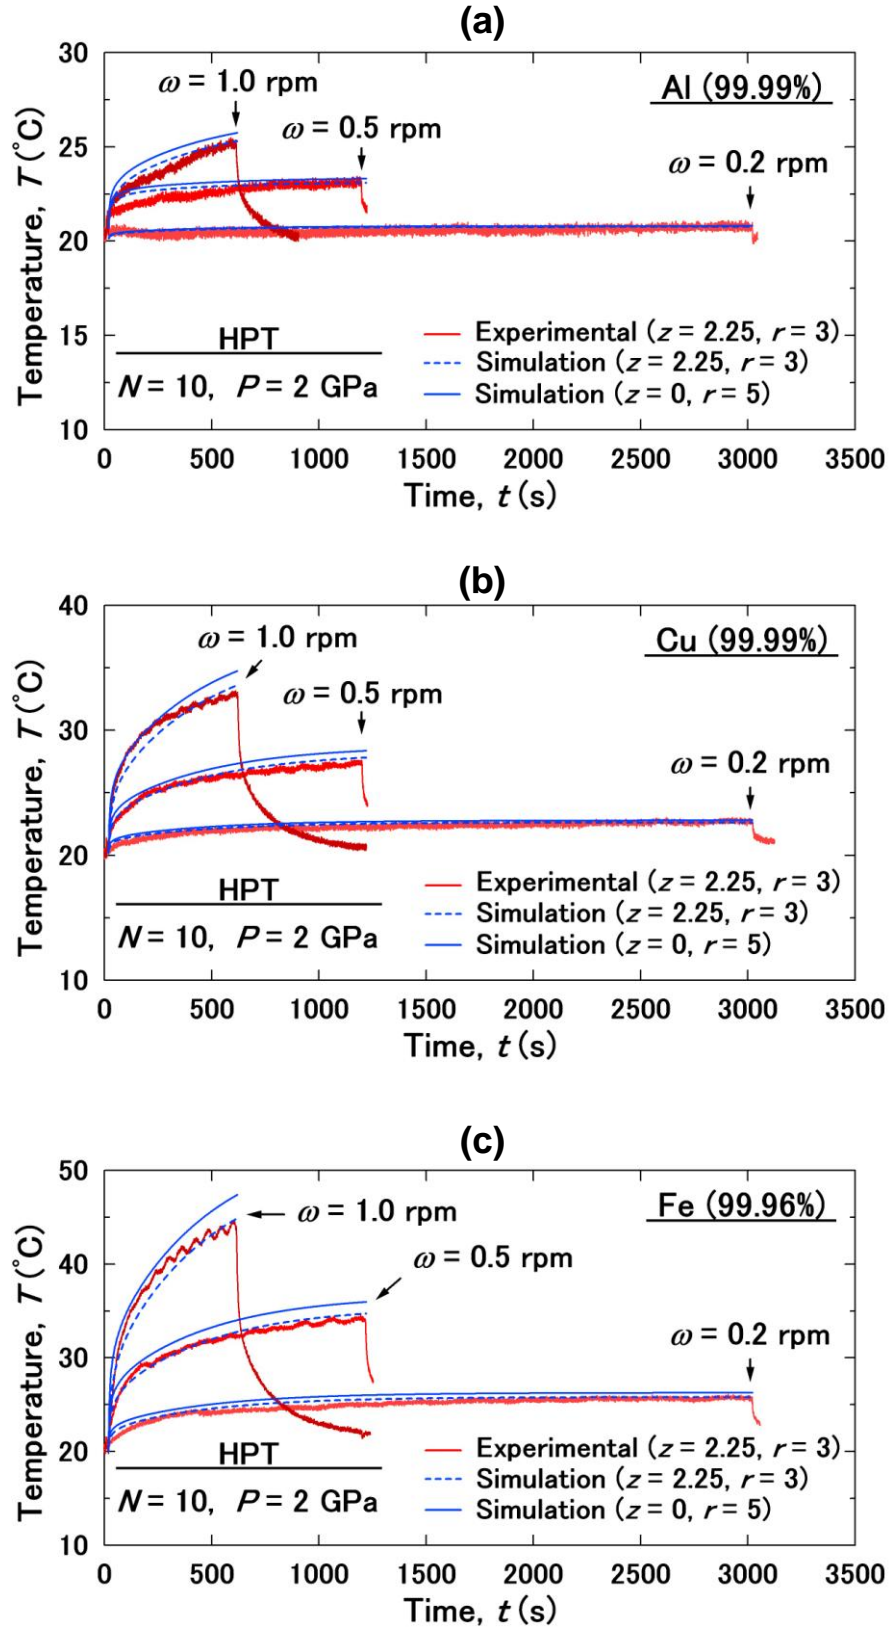 (a)
30
25
20
15
10
Temperature, T (˚C)
ω = 1.0 rpm
ω = 0.5 rpm
ω = 0.2 rpm
Al (99.99%)
HPT
N = 10, P = 2 GPa
Experimental (z = 2.25, r = 3)
Simulation (z = 2.25, r = 3)
Simulation (z = 0, r = 5)
0 500 1000 1500 2000 2500 3000 3500
Time, t (s)
(b)
40
30
20
10
Temperature, T (˚C)
ω = 1.0 rpm
ω = 0.5 rpm
ω = 0.2 rpm
Cu (99.99%)
HPT
N = 10, P = 2 GPa
Experimental (z = 2.25, r = 3)
Simulation (z = 2.25, r = 3)
Simulation (z = 0, r = 5)
0 500 1000 1500 2000 2500 3000 3500
Time, t (s)
(c)
50
40
30
20
10
Temperature, T (˚C)
ω = 1.0 rpm
ω = 0.5 rpm
ω = 0.2 rpm
Fe (99.96%)
HPT
N = 10, P = 2 GPa
Experimental (z = 2.25, r = 3)
Simulation (z = 2.25, r = 3)
Simulation (z = 0, r = 5)
0 500 1000 1500 2000 2500 3000 3500
Time, t (s)